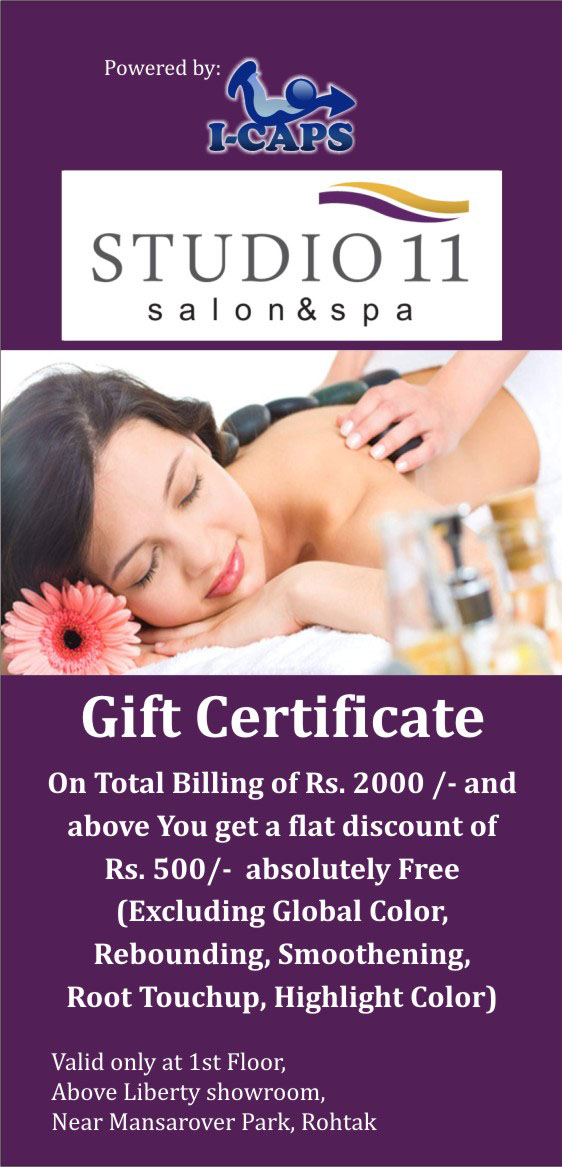 Powered by:
I-CAPS
STUDIO 11
salon&spa
Gift Certificate
On Total Billing of Rs. 2000 /- and
above You get a flat discount of
Rs. 500/-  absolutely Free
(Excluding Global Color,
Rebounding, Smoothening,
Root Touchup, Highlight Color)
Valid only at 1st Floor,
Above Liberty showroom,
Near Mansarover Park, Rohtak